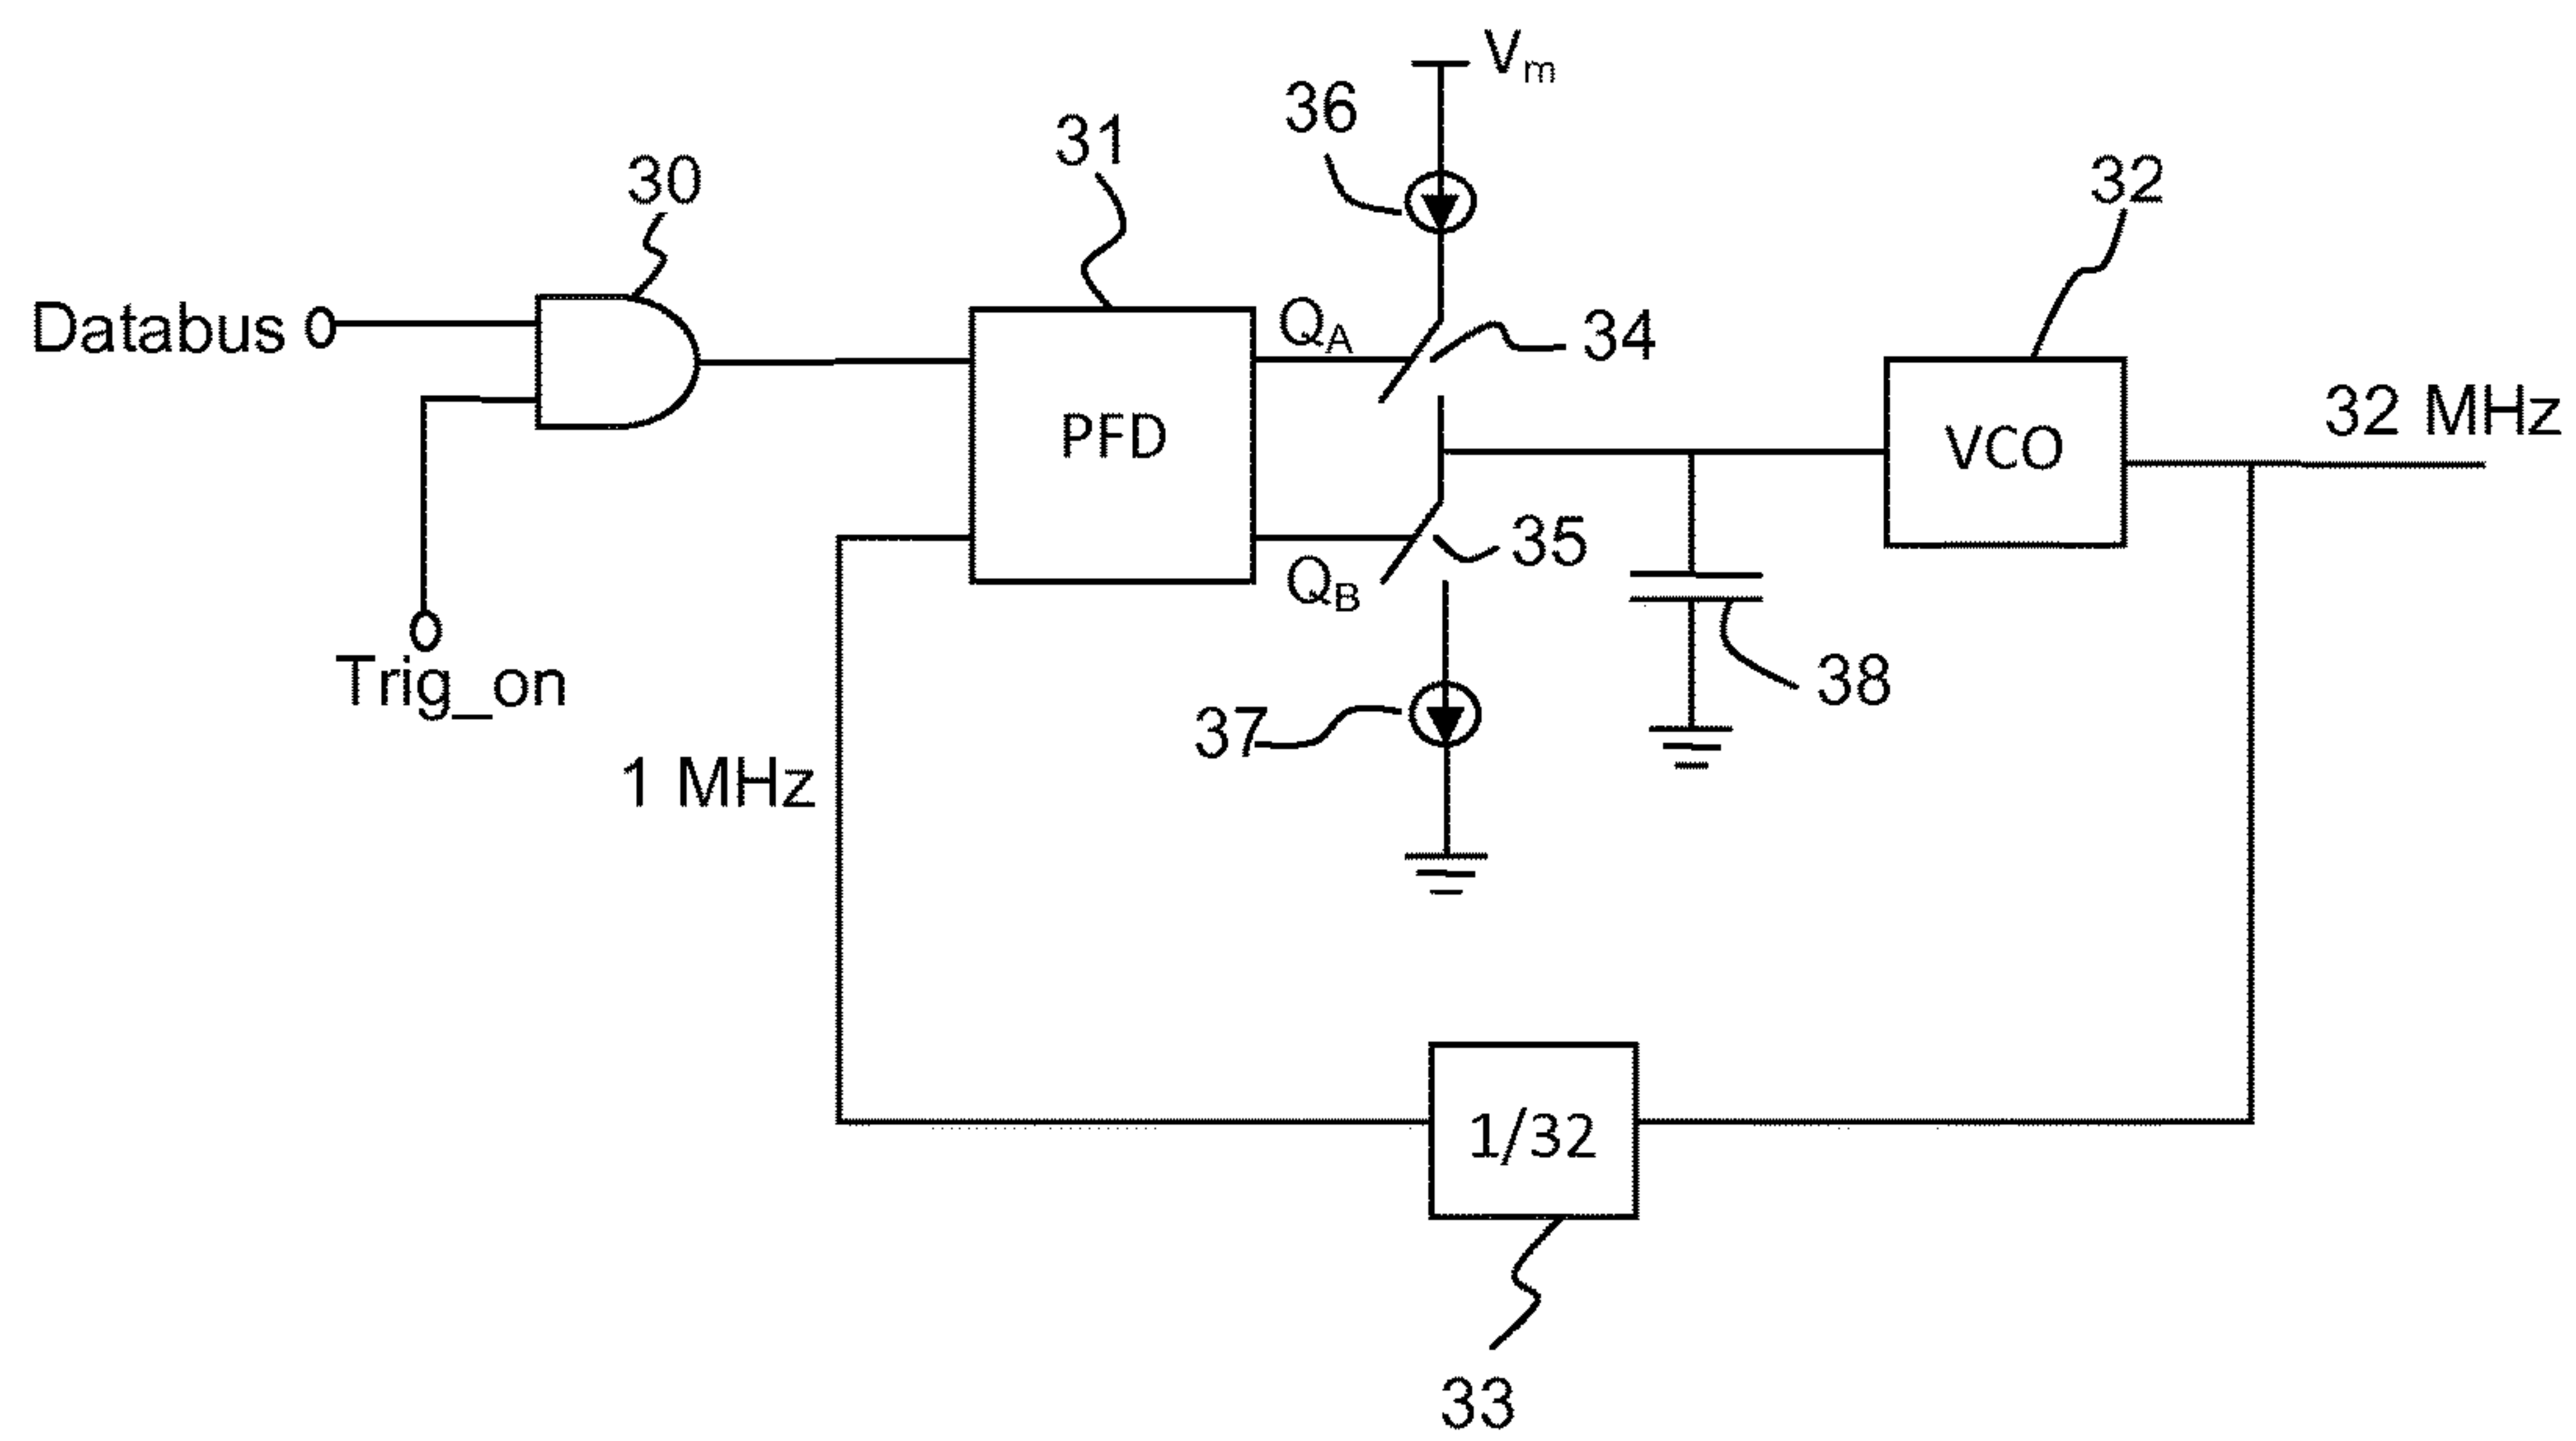 Vm
36
31
30
32
Databus
QA
34
32 MHz
PFD
VCO
QB
35
Trig_on
38
37
1 MHz
1/32
33